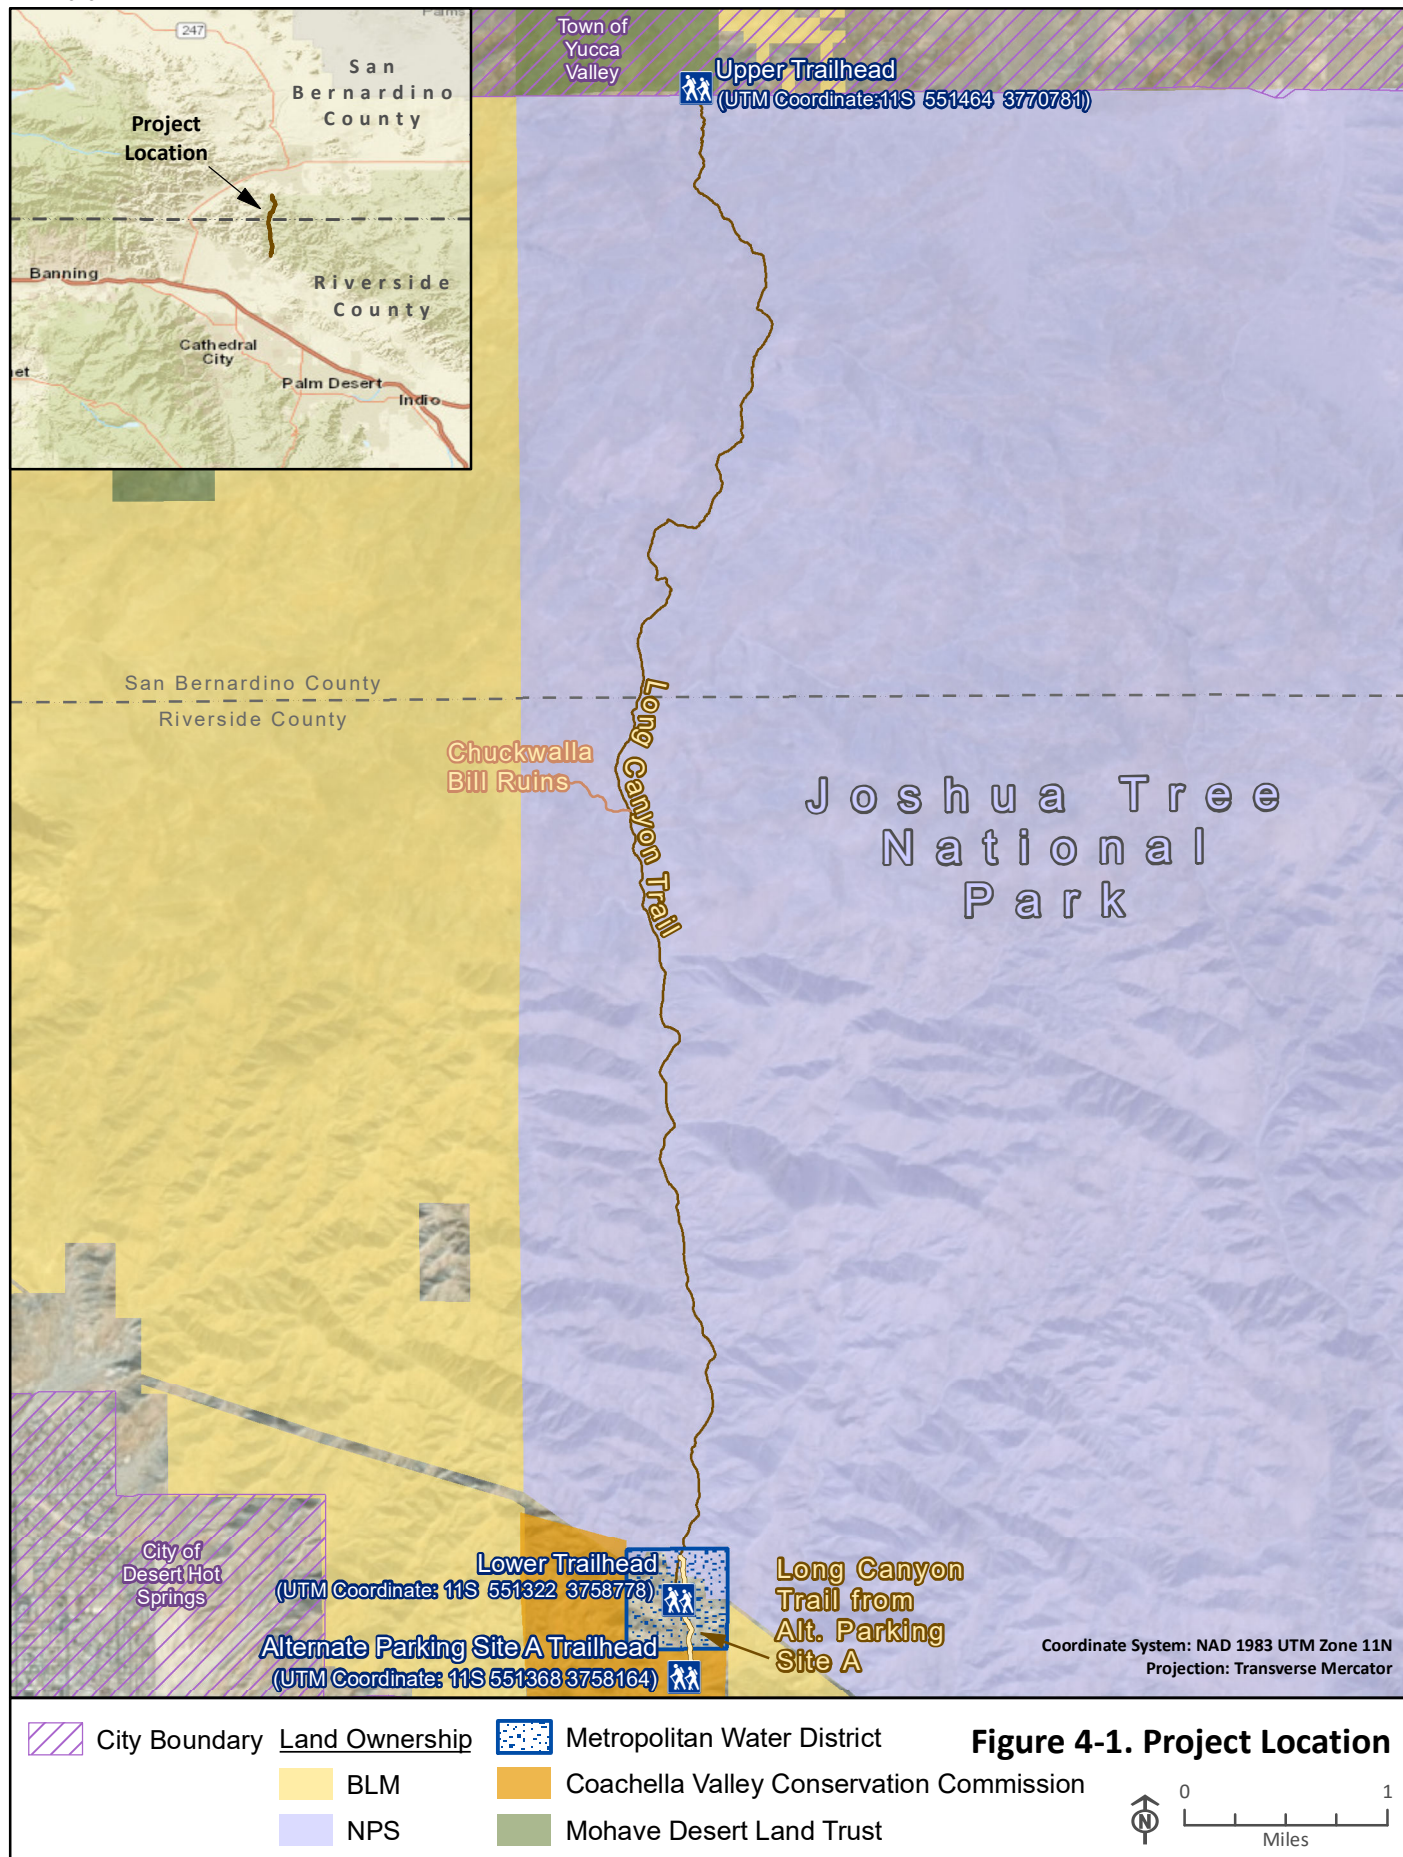 247
Palms
San
Bernardino
County
Project
Location
Banning
Riverside
County
Cathedral
City
et
Palm Desert
Indio
Town of
Yucca
Valley
Upper Trailhead
(UTM Coordinate:11S 551464 3770781)
San Bernardino County
Riverside County
Chuckwalla
Bill Ruins
Long Canyon Trail
Joshua Tree
National
Park
City of
Desert Hot
Springs
Lower Trailhead
(UTM Coordinate: 11S 551322 3758778)
Alternate Parking Site A Trailhead
(UTM Coordinate: 11S 551368 3758164)
Long Canyon
Trail from
Alt. Parking
Site A
Coordinate System: NAD 1983 UTM Zone 11N
Projection: Transverse Mercator
City Boundary
Land Ownership
BLM
NPS
Metropolitan Water District
Coachella Valley Conservation Commission
Mohave Desert Land Trust
Figure 4-1. Project Location
N
0 1
Miles